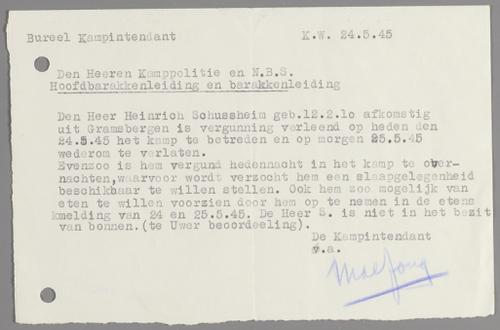 Bureel Kampintendant K.W. 24.5.45
Den Heeren Kamppolitie en N.B.S.
Hoofdbarakkenleiding en barakkenleiding
Den Heer Heinrich Schussheim geb.12.2.1o afkomstig
uit Gramsbergen is vergunning verleend op heden den
24.5.45 het kamp te betreden en op morgen 25.5.45
wederom te verlaten.
Evenzoo is hem vergund hedennacht in het kamp te over-
nachten,waarvoor wordt verzocht hem een slaapgelegenheid
beschikbaar te willen stellen. Ook hem zoo mogelijk van
eten te willen voorzien door hem op te nemen in de etens
kmelding van 24 en 25.5.45. De Heer S. is niet in het bezit
van bonnen.(te Uwer beoordeeling).
De Kampintendant
v.a.